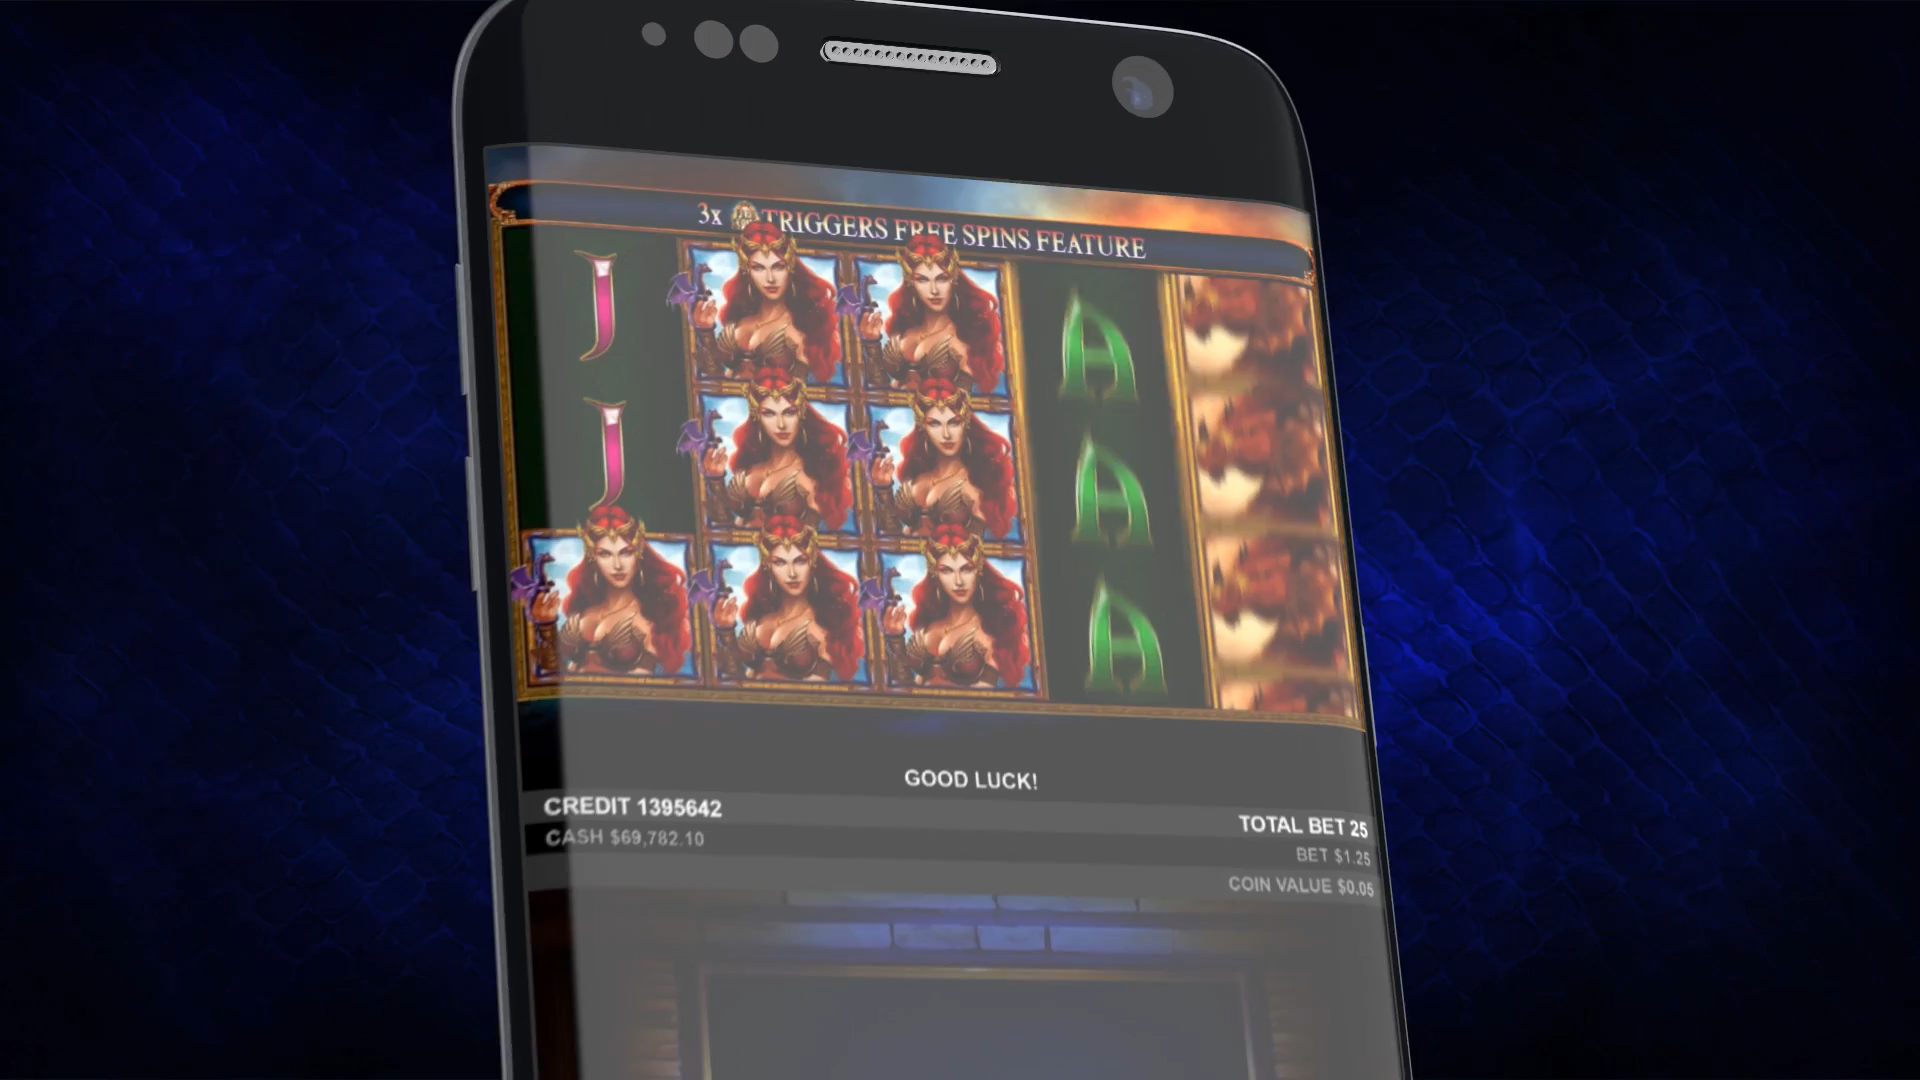 3x TRIGGERS FREE SPINS FEATURE
J
A
J
A
A
GOOD LUCK!
CREDIT 1395642
TOTAL BET 25
CASH $69,782.10
BET $1.25
COIN VALUE $0.05